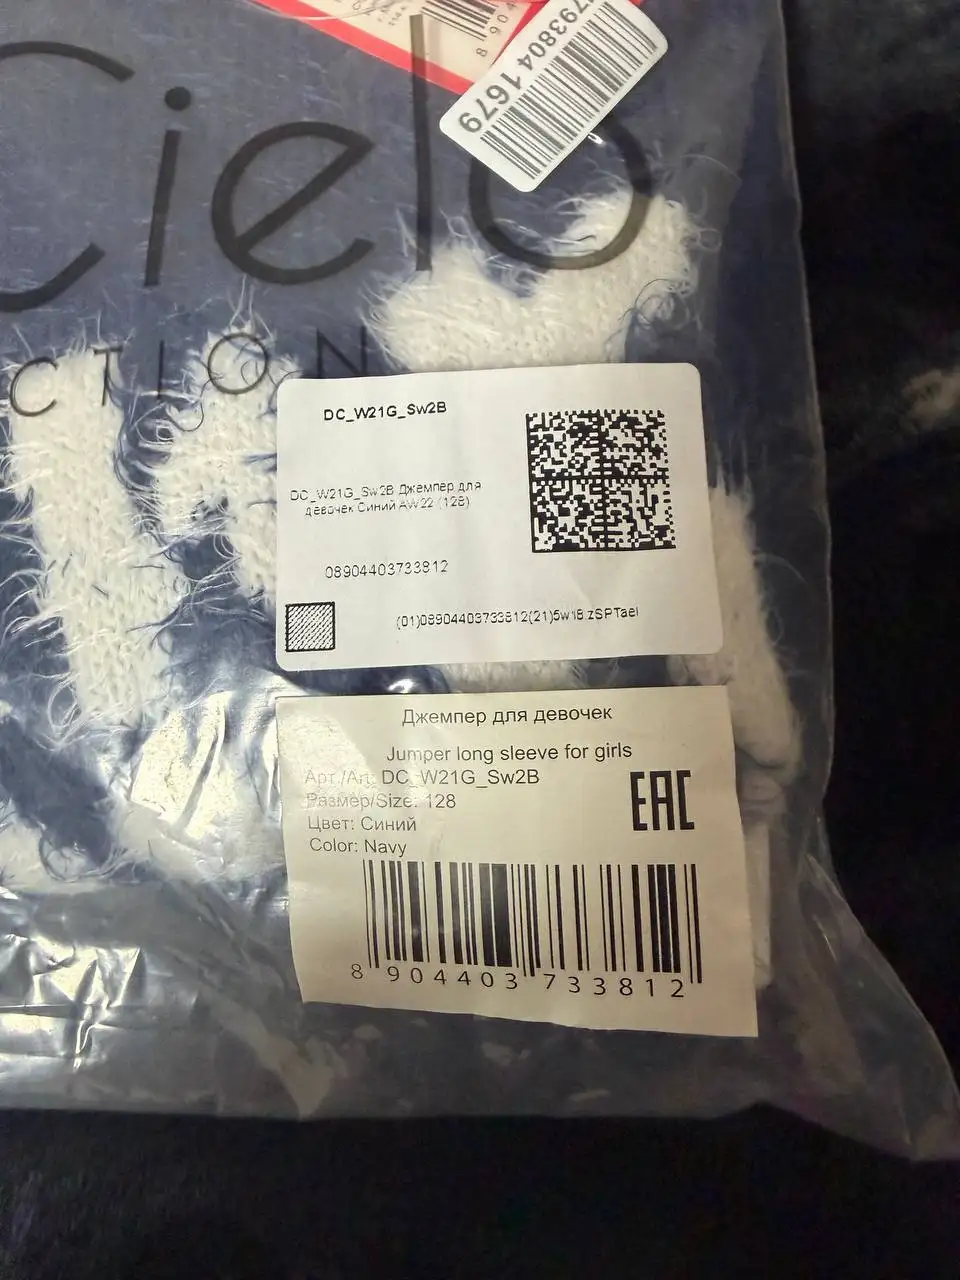 Cielo
CTION
7938041679
DC_W21G_Sw2B
DC_W21G_Sw2B Джемпер для
девочек Синий AW22 (128)
08904403733812
(01)08904403733812(21)5w!8.zSPTael
Джемпер для девочек
Jumper long sleeve for girls
Арт./Art: DC_W21G_Sw2B
Размер/Size: 128
Цвет: Синий
Color: Navy
EAC
8 904403 733812